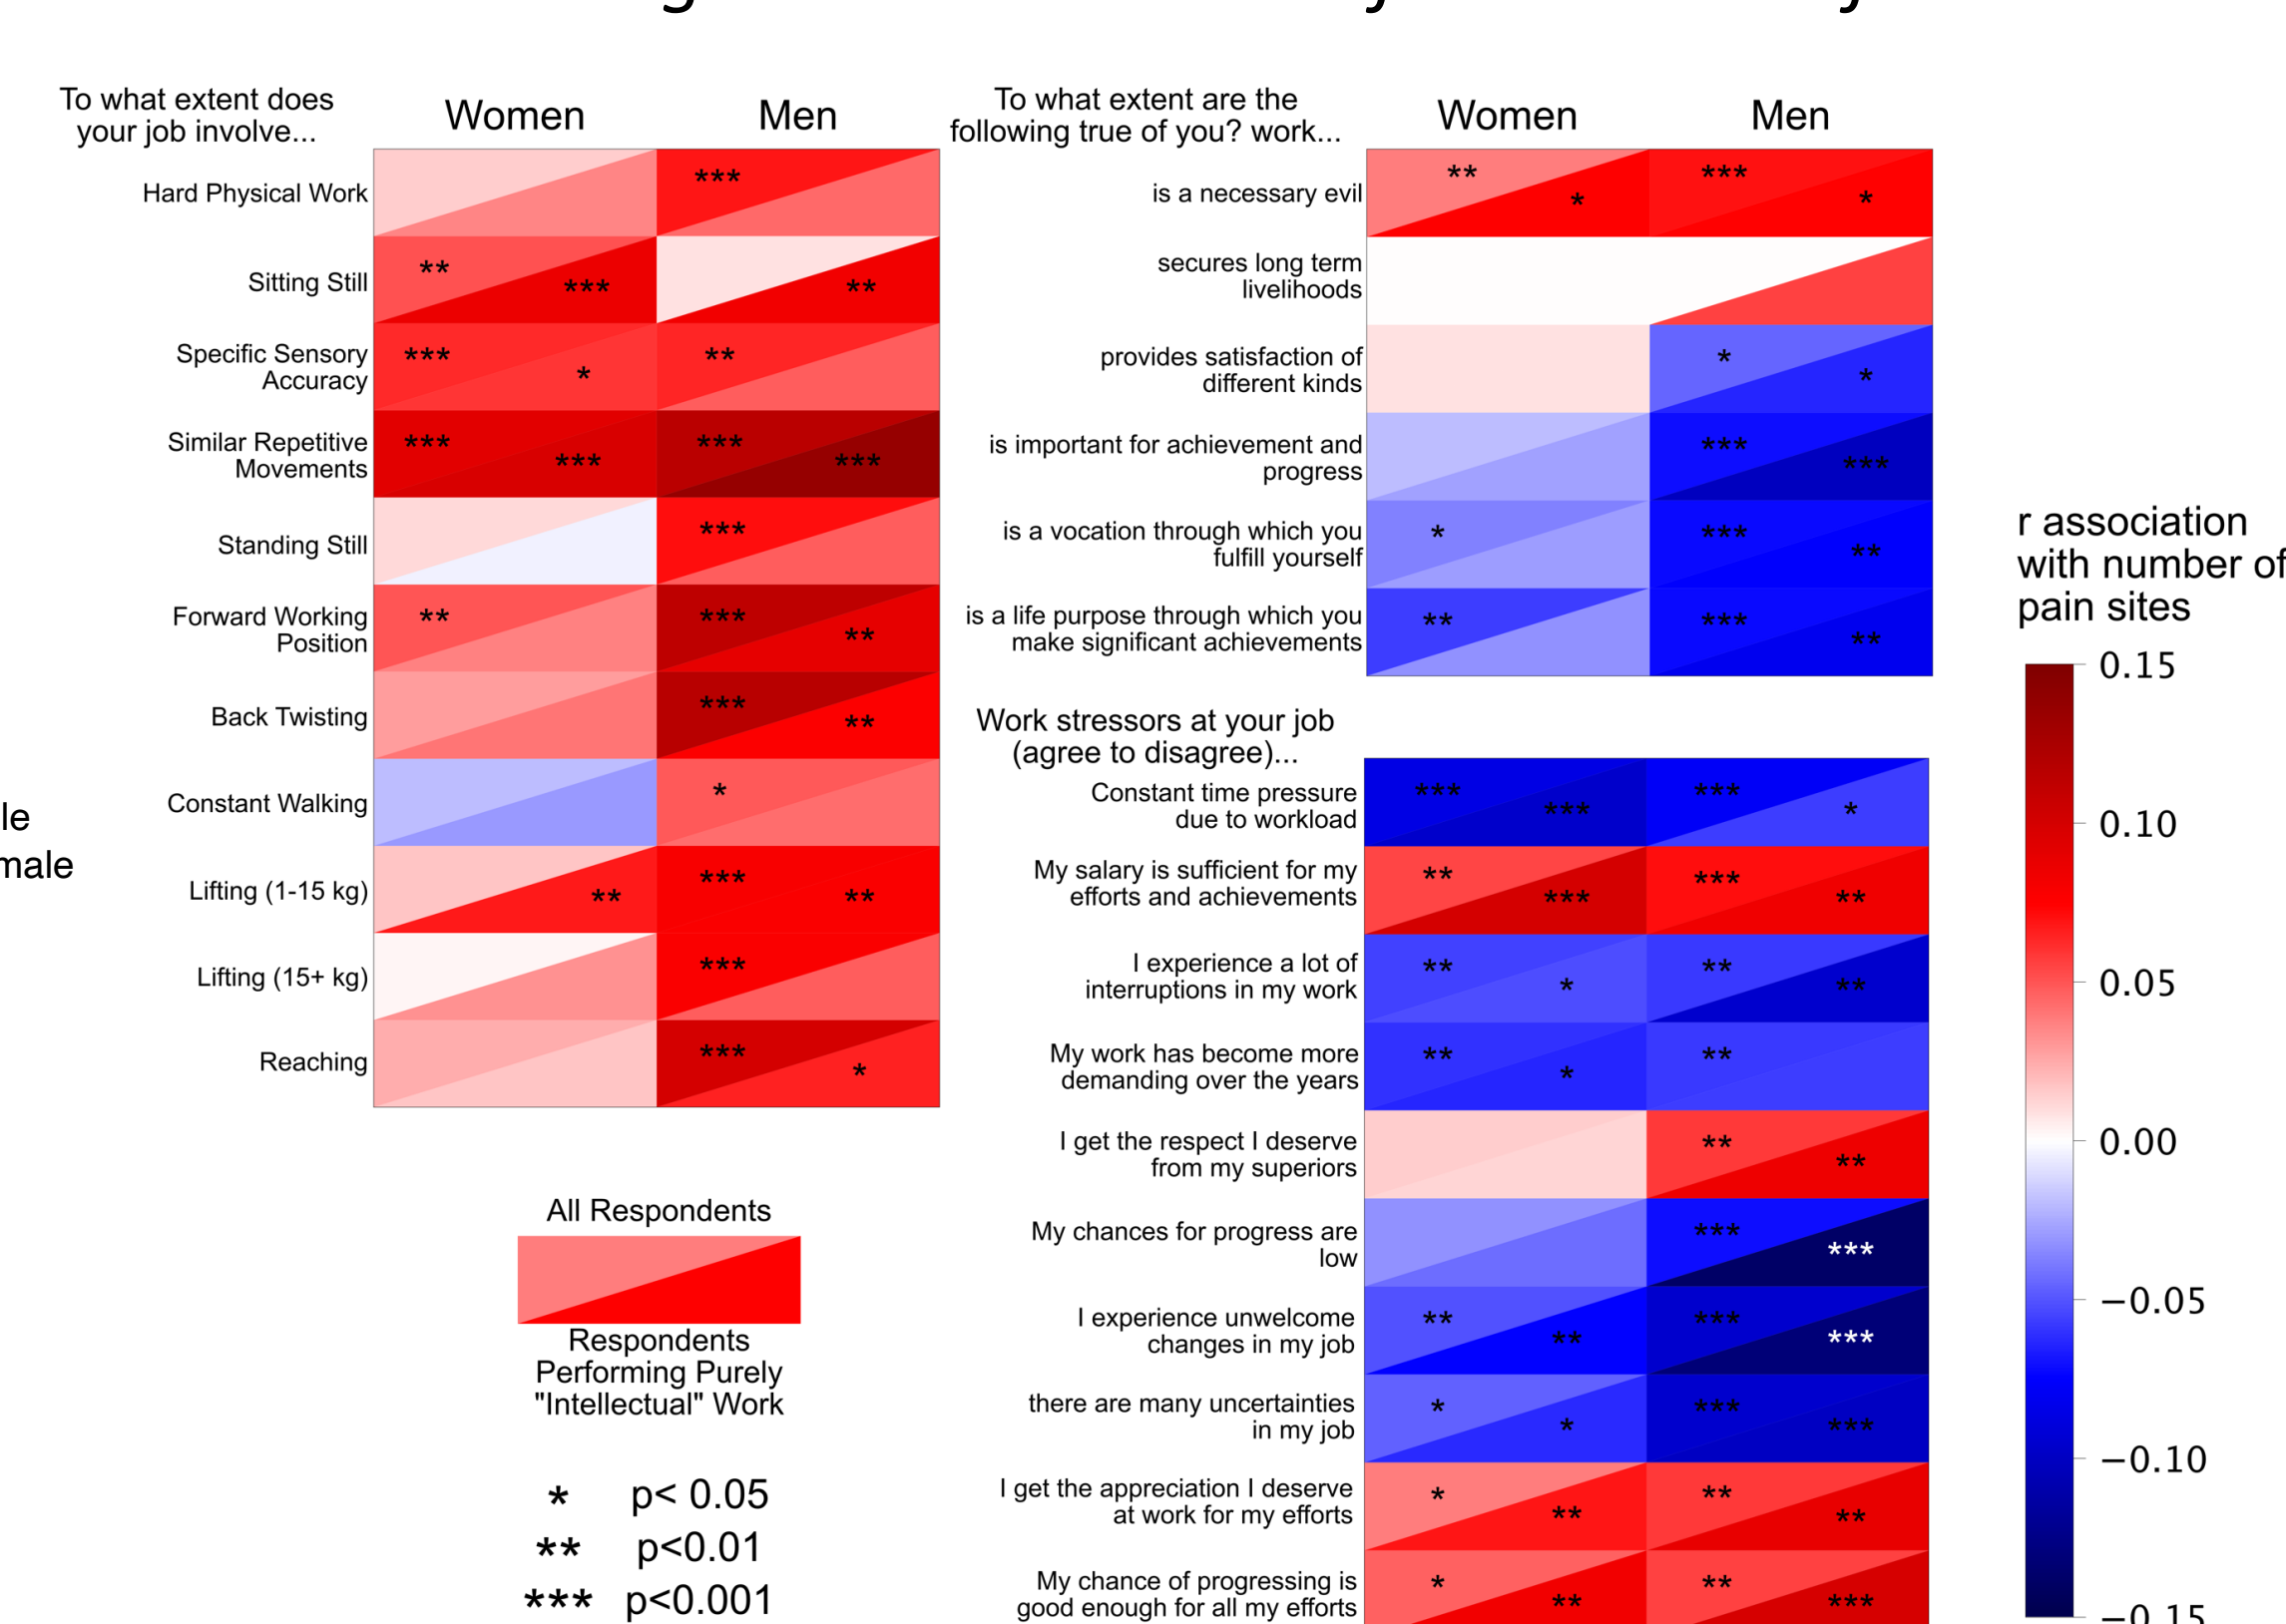 To what extent does
your job involve...
Women
Men
Hard Physical Work
***
Sitting Still
**
***
**
Specific Sensory
Accuracy
***
*
**
Similar Repetitive
Movements
***
***
***
***
Standing Still
***
Forward Working
Position
**
***
**
Back Twisting
***
**
Constant Walking
*
Lifting (1-15 kg)
**
***
**
Lifting (15+ kg)
***
Reaching
***
*
le
male
All Respondents
Respondents
Performing Purely
"Intellectual" Work
* p< 0.05
** p<0.01
*** p<0.001
To what extent are the
following true of you? work...
Women
Men
is a necessary evil
**
*
***
*
secures long term
livelihoods
provides satisfaction of
different kinds
*
*
is important for achievement and
progress
***
***
is a vocation through which you
fulfill yourself
*
***
**
is a life purpose through which you
make significant achievements
**
***
**
Work stressors at your job
(agree to disagree)...
Constant time pressure
due to workload
***
***
***
*
My salary is sufficient for my
efforts and achievements
**
***
***
**
I experience a lot of
interruptions in my work
**
*
**
**
My work has become more
demanding over the years
**
*
**
I get the respect I deserve
from my superiors
**
**
My chances for progress are
low
***
***
I experience unwelcome
changes in my job
**
**
***
***
there are many uncertainties
in my job
*
*
***
***
I get the appreciation I deserve
at work for my efforts
*
**
**
**
My chance of progressing is
good enough for all my efforts
*
**
**
***
r association
with number of
pain sites
0.15
0.10
0.05
0.00
−0.05
−0.10
−0.15